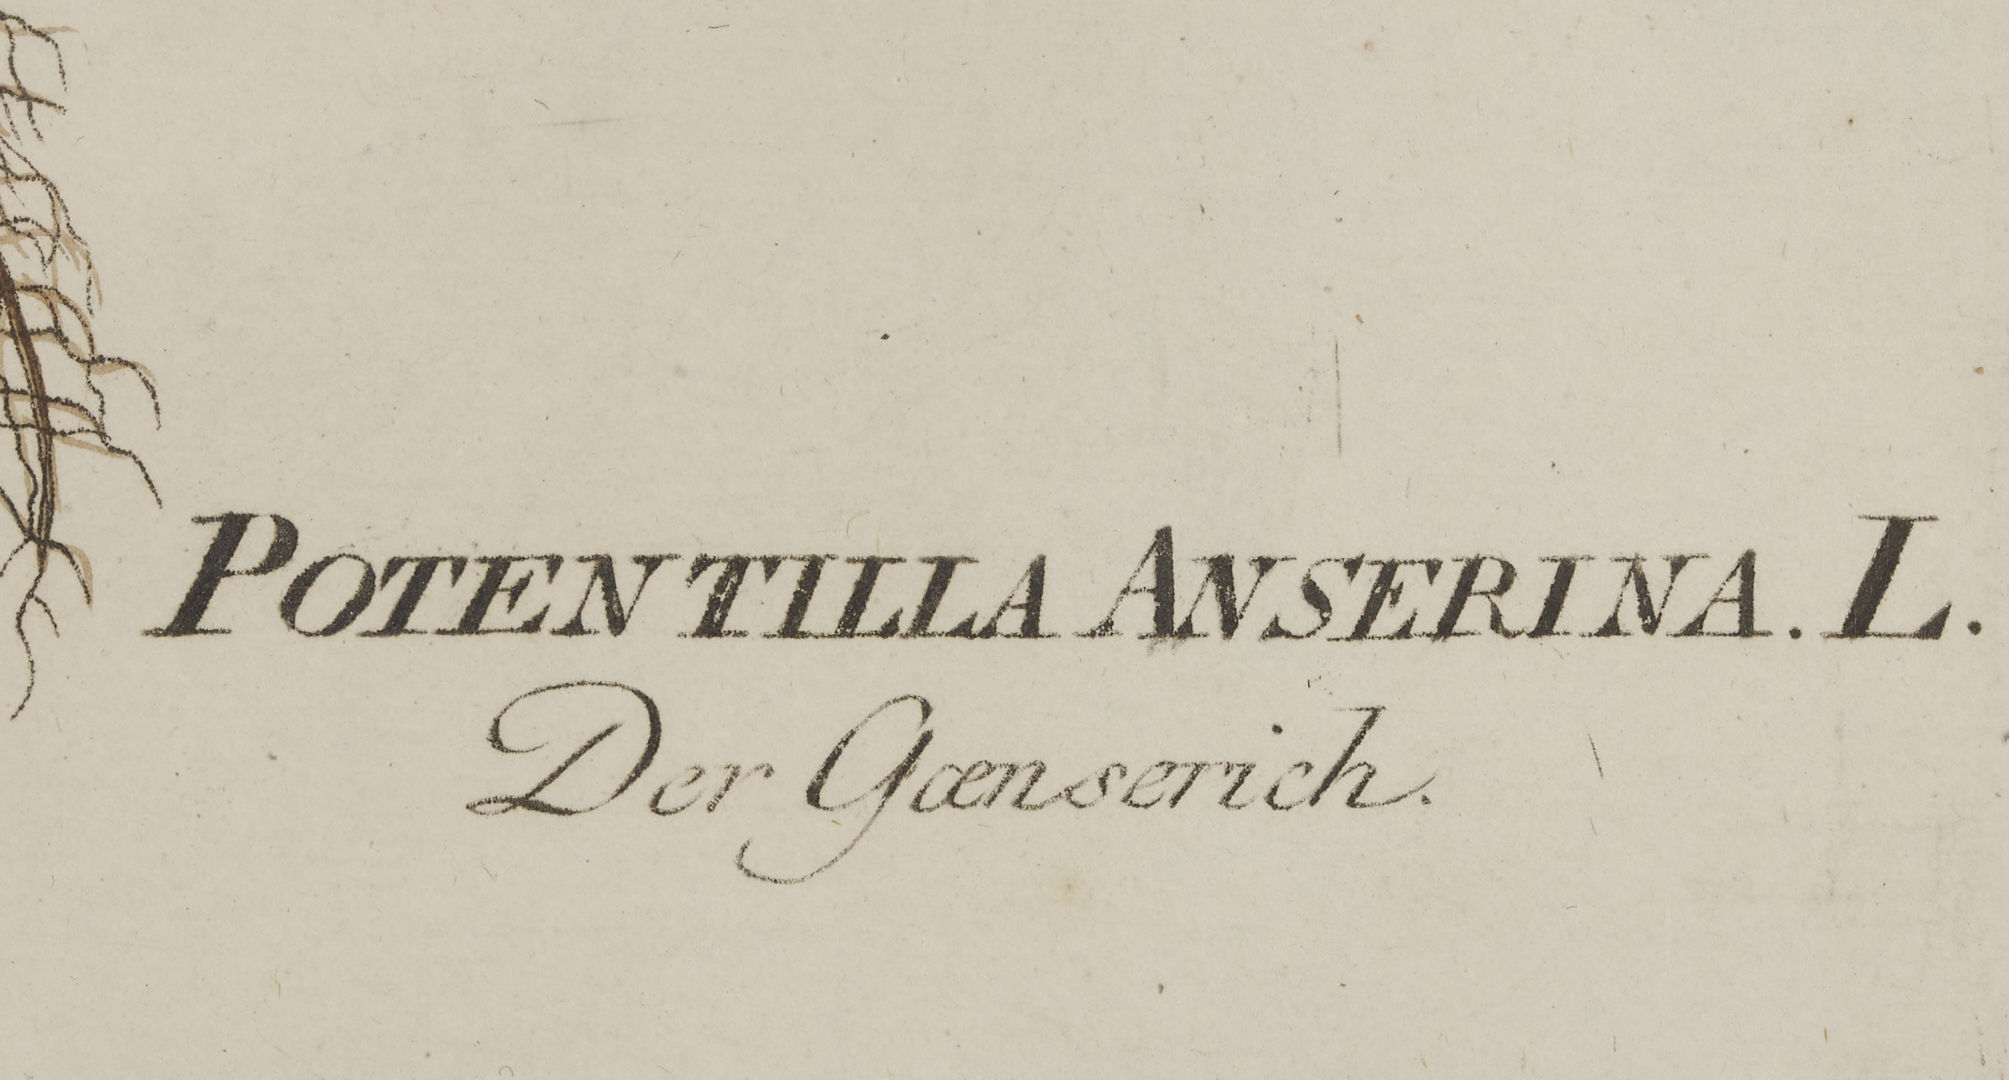 POTENTILLA ANSERINA. L.
Der Gænserich.